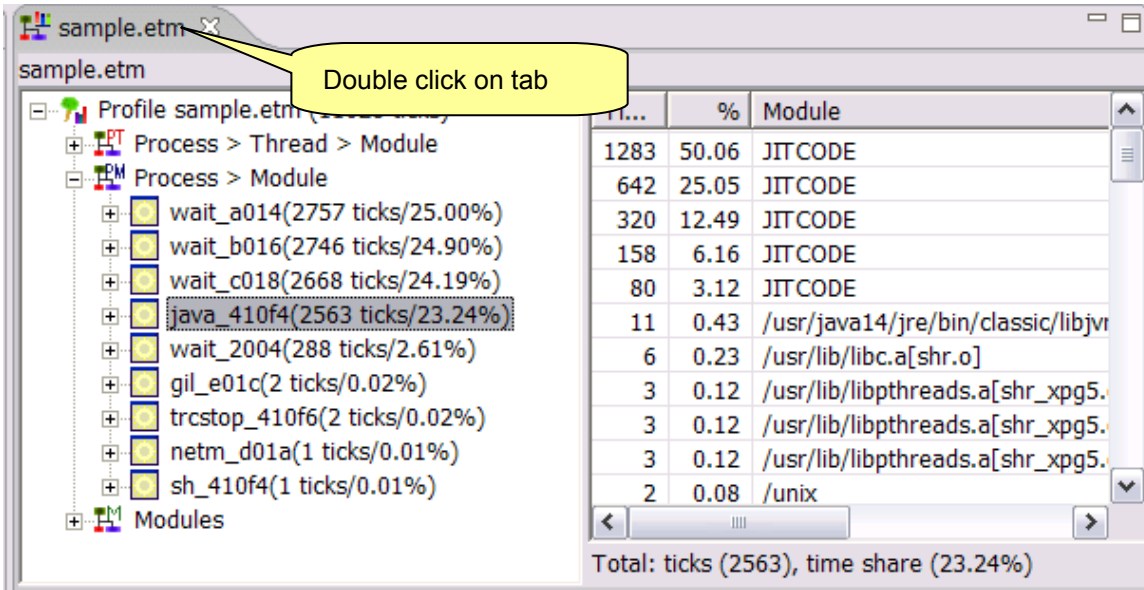 sample.etm
sample.etm
Double click on tab
Profile sample.etm
Process > Thread > Module
Process > Module
wait_a014(2757 ticks/25.00%)
wait_b016(2746 ticks/24.90%)
wait_c018(2668 ticks/24.19%)
java_410f4(2563 ticks/23.24%)
wait_2004(288 ticks/2.61%)
gil_e01c(2 ticks/0.02%)
trcstop_410f6(2 ticks/0.02%)
netm_d01a(1 ticks/0.01%)
sh_410f4(1 ticks/0.01%)
Modules
% Module
1283 50.06 JITCODE
642 25.05 JITCODE
320 12.49 JITCODE
158 6.16 JITCODE
80 3.12 JITCODE
11 0.43 /usr/java14/jre/bin/classic/libjv
6 0.23 /usr/lib/libc.a[shr.o]
3 0.12 /usr/lib/libpthreads.a[shr_xpg5.
3 0.12 /usr/lib/libpthreads.a[shr_xpg5.
3 0.12 /usr/lib/libpthreads.a[shr_xpg5.
2 0.08 /unix
Total: ticks (2563), time share (23.24%)